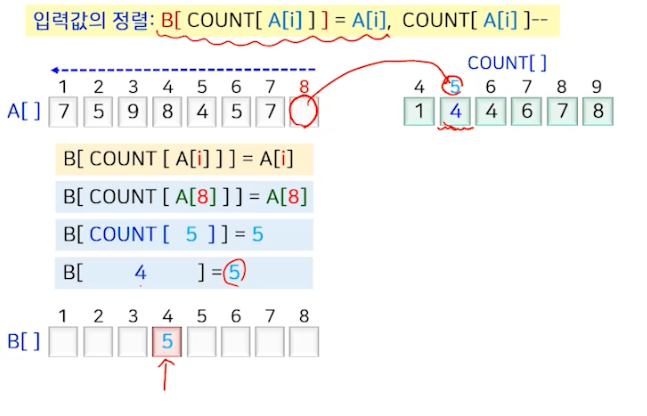 입력값의 정렬: B[ COUNT[ A[i] ] ] = A[i], COUNT[ A[i] ]--
COUNT[]
1 2 3 4 5 6 7 8
4 5 6 7 8 9
A[ ] 7 5 9 8 4 5 7
1 4 4 6 7 8
B[ COUNT [ A[i] ] ] = A[i]
B[ COUNT [ A[8] ] ] = A[8]
B[ COUNT [ 5 ] ] = 5
B[ 4 ] = 5
1 2 3 4 5 6 7 8
B[ ] 5